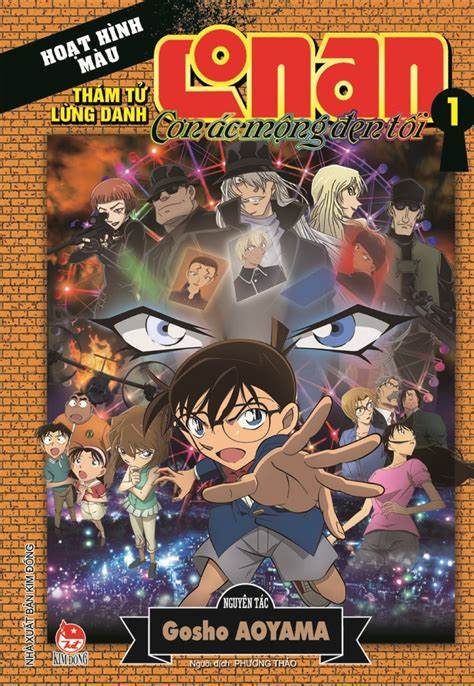 HOẠT HÌNH
MÀU
THÁM TỬ
LỪNG DANH
Conan
Cơn ác mộng đen tối
1
NGUYÊN TÁC
Gosho AOYAMA
Người dịch: PHƯƠNG THẢO
NHÀ XUẤT BẢN KIM ĐỒNG
KIM ĐỒNG